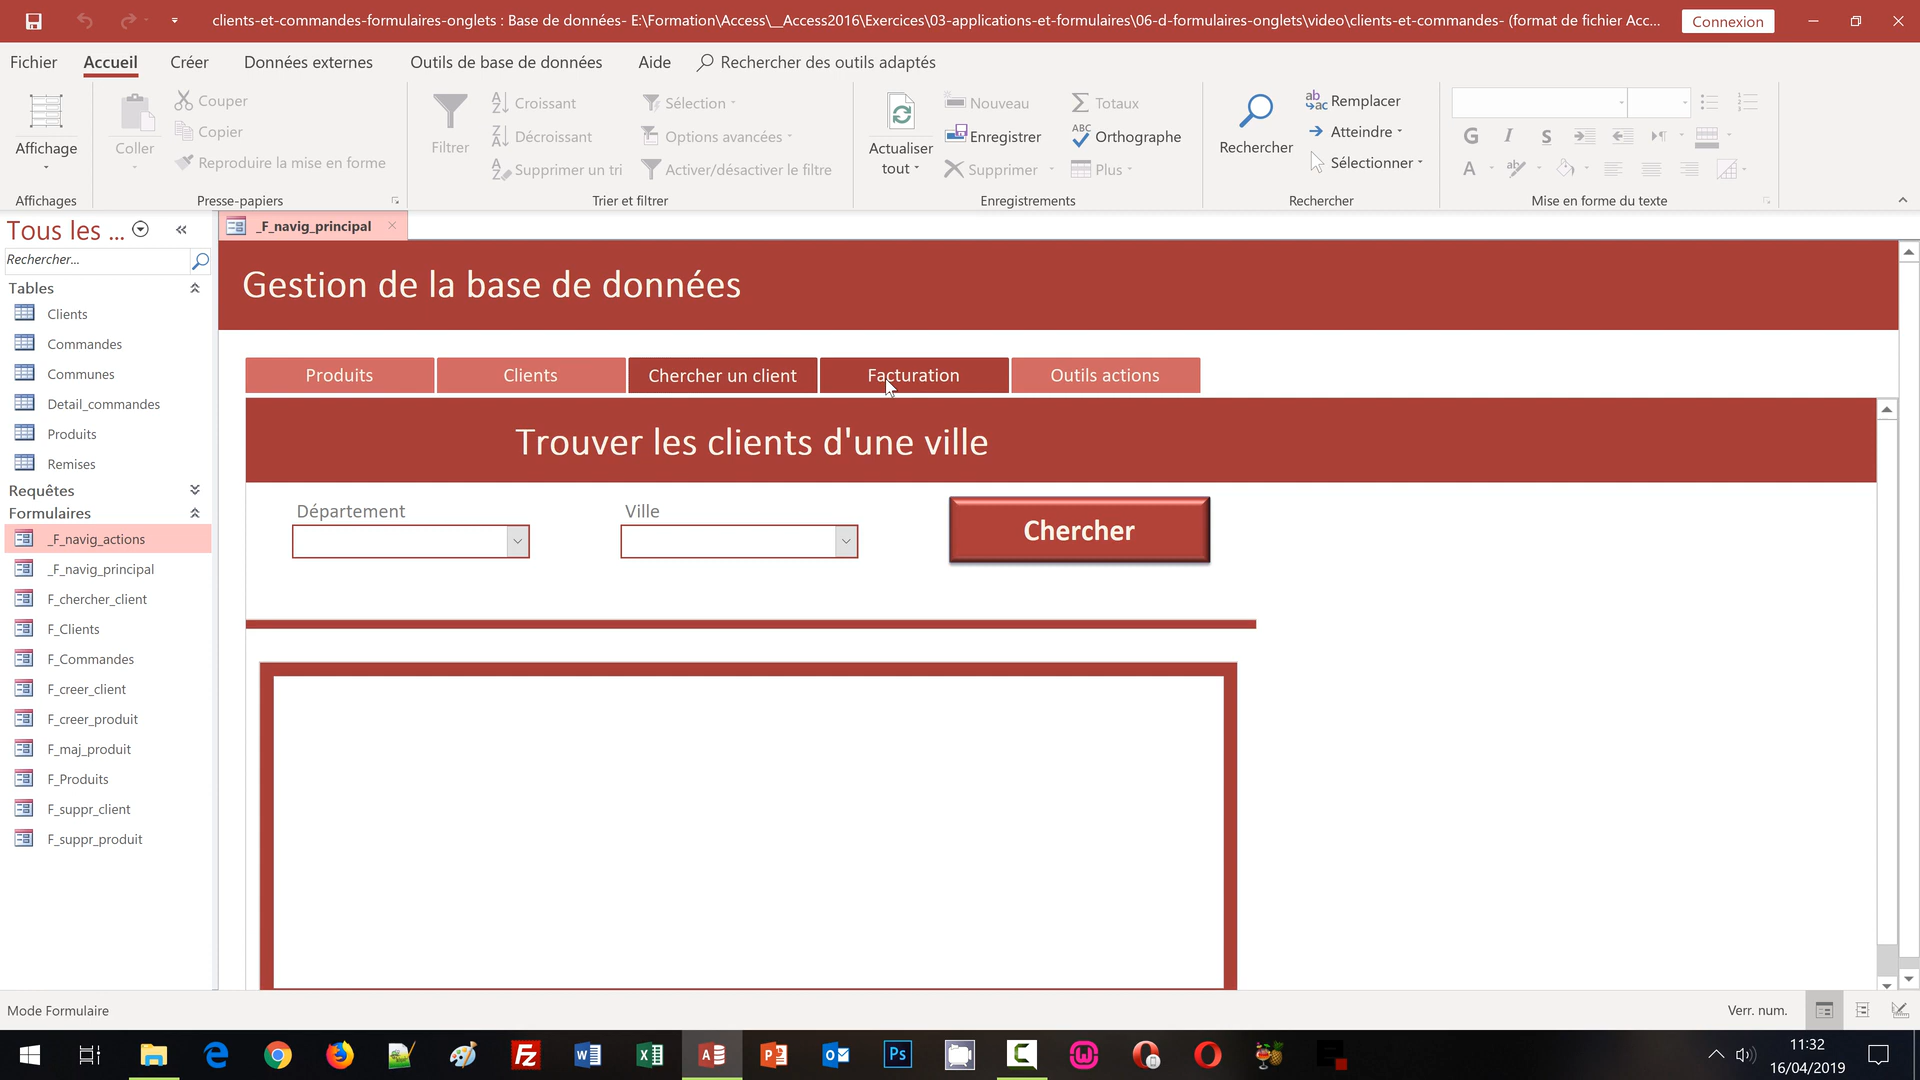 clients-et-commandes-formulaires-onglets : Base de données- E:\Formation\Access\__Access2016\Exercices\03-applications-et-formulaires\06-d-formulaires-onglets\video\clients-et-commandes- (format de fichier Acc...
Connexion
Fichier Accueil Créer Données externes Outils de base de données Aide Rechercher des outils adaptés
Affichage
Affichages
Coller
Couper
Copier
Reproduire la mise en forme
Presse-papiers
Filtrer
Croissant
Décroissant
Supprimer un tri
Sélection
Options avancées
Activer/désactiver le filtre
Trier et filtrer
Actualiser
tout
Nouveau
Enregistrer
Supprimer
Totaux
Orthographe
Plus
Enregistrements
Rechercher
Remplacer
Atteindre
Sélectionner
Rechercher
G I S
A
Mise en forme du texte
Tous les ...
Rechercher...
Tables
Clients
Commandes
Communes
Detail_commandes
Produits
Remises
Requêtes
Formulaires
_F_navig_actions
_F_navig_principal
F_chercher_client
F_Clients
F_Commandes
F_creer_client
F_creer_produit
F_maj_produit
F_Produits
F_suppr_client
F_suppr_produit
_F_navig_principal
Gestion de la base de données
Produits Clients Chercher un client Facturation Outils actions
Trouver les clients d'une ville
Département
Ville
Chercher
Mode Formulaire
Verr. num.
11:32
16/04/2019